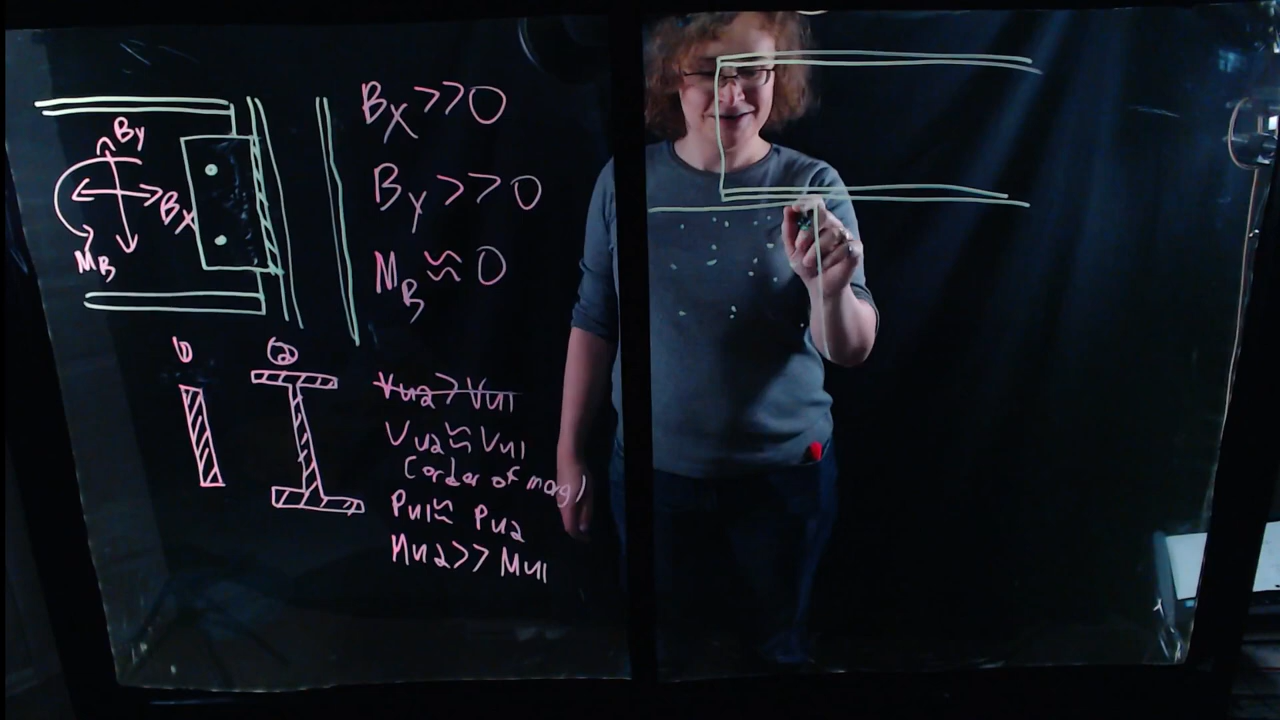 Bx>>0
By
Bx
By>>0
MB
MB≈0
①
②
Vu2>Vu1
Vu2≈Vu1
(order of mag)
Pu1≈Pu2
Mu2>>Mu1